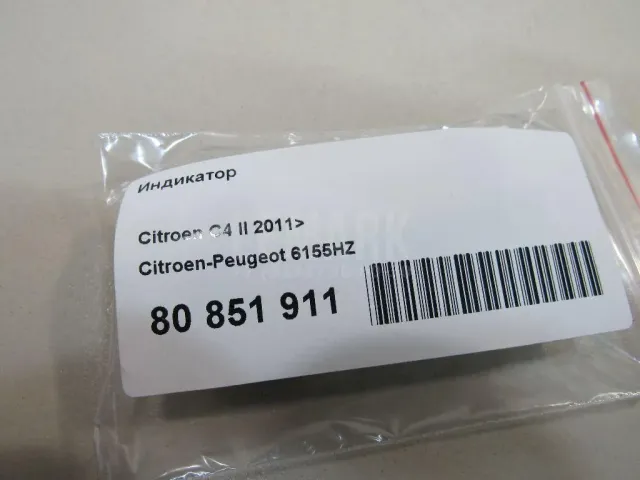 Индикатор
Citroen C4 II 2011>
Citroen-Peugeot 6155HZ
80 851 911